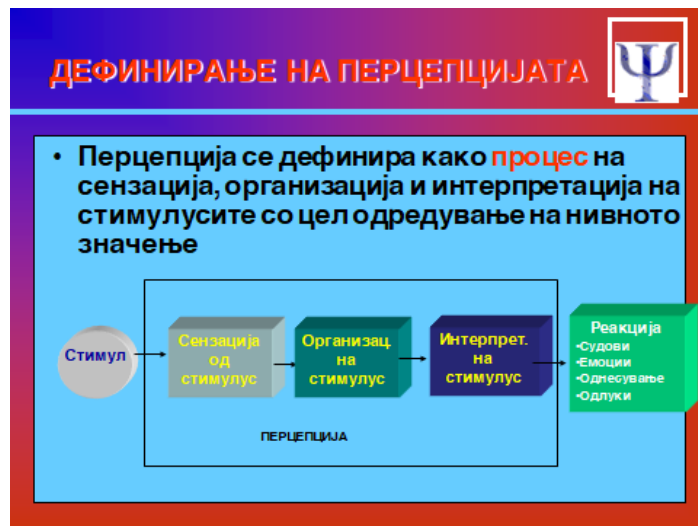 ДЕФИНИРАЊЕ НА ПЕРЦЕПЦИЈАТА
• Перцепција се дефинира како процес на
сензација, организација и интерпретација на
стимулусите со цел одредување на нивното
значење
Стимул
Сензација
од
стимулус
Организац.
на
стимулус
Интерпрет.
на
стимулус
Реакција
•Судови
•Емоции
•Однесување
•Одлуки
ПЕРЦЕПЦИЈА